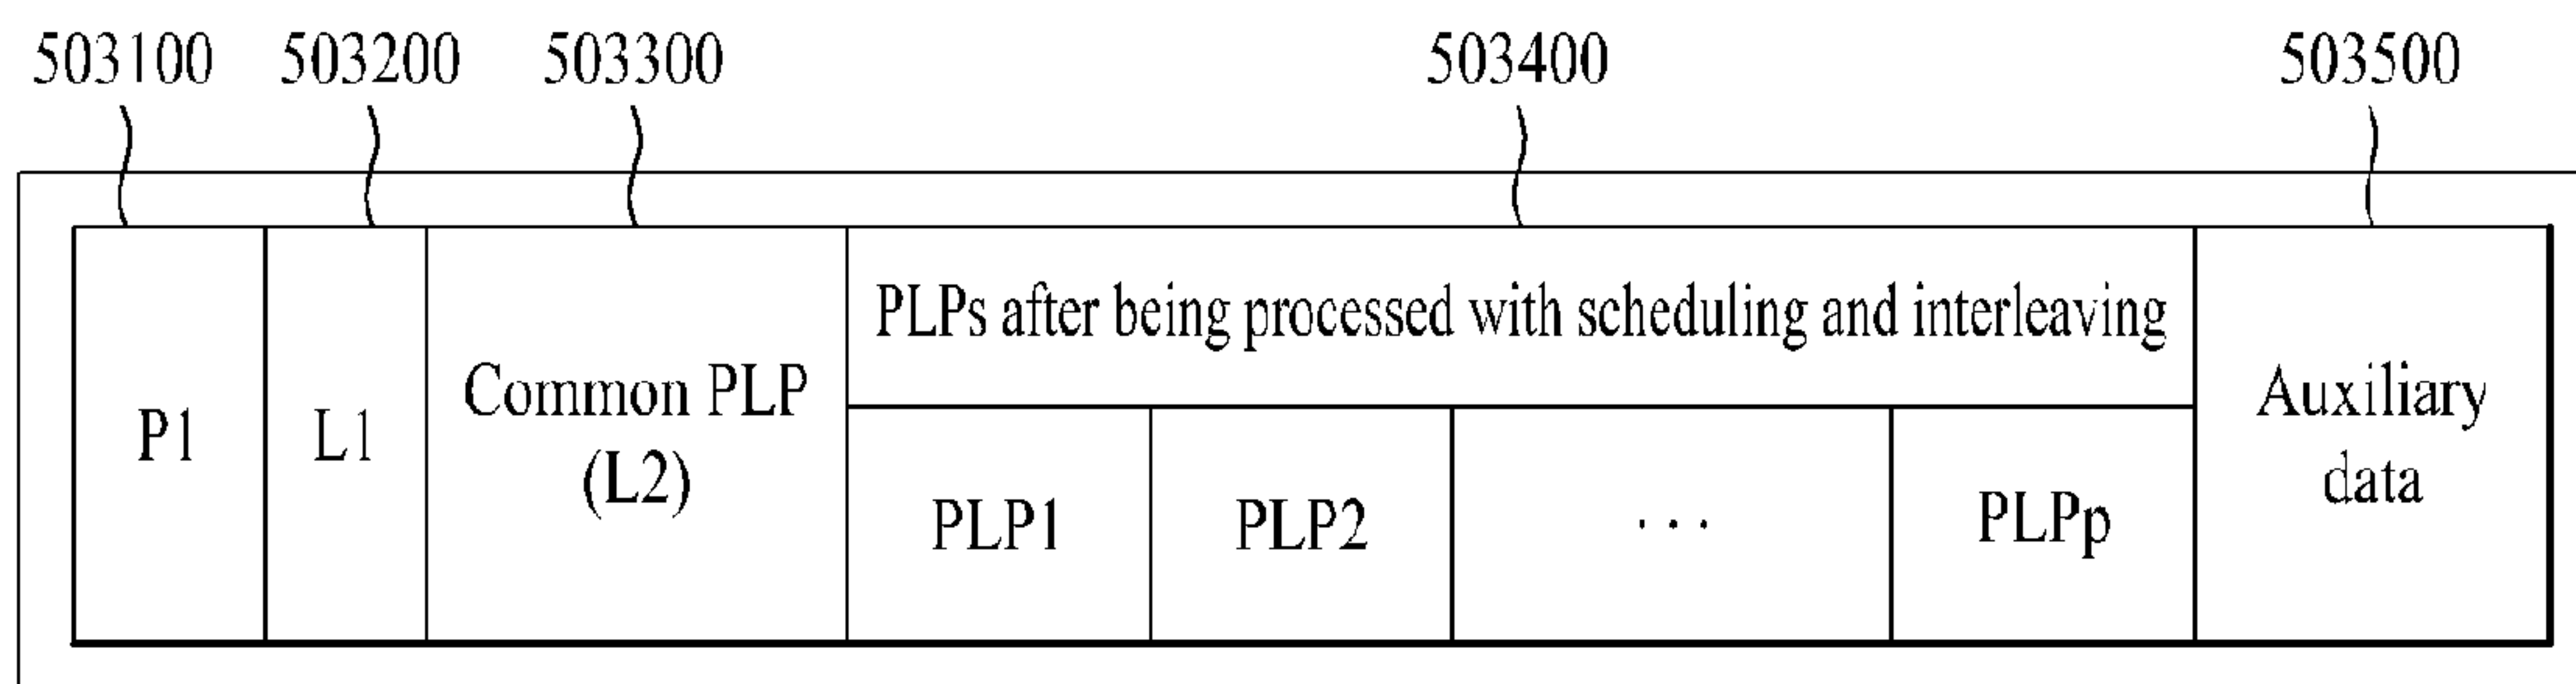 503100 503200 503300 503400 503500
PLPs after being processed with scheduling and interleaving
P1
L1
Common PLP
(L2)
PLP1
PLP2
...
PLPp
Auxiliary
data